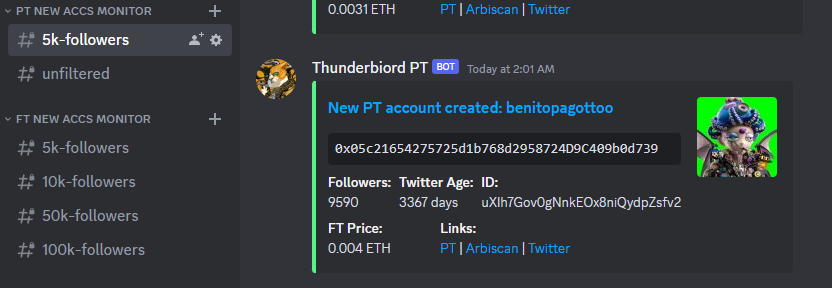 PT NEW ACCS MONITOR
5k-followers
unfiltered
FT NEW ACCS MONITOR
5k-followers
10k-followers
50k-followers
100k-followers
0.0031 ETH PT | Arbiscan | Twitter
Thunderbiord PT BOT Today at 2:01 AM
New PT account created: benitopagottoo
0x05c21654275725d1b768d2958724D9C409b0d739
Followers: Twitter Age: ID:
9590 3367 days uXlh7Gov0gNnkEOx8niQydpZsfv2
FT Price: Links:
0.004 ETH PT | Arbiscan | Twitter